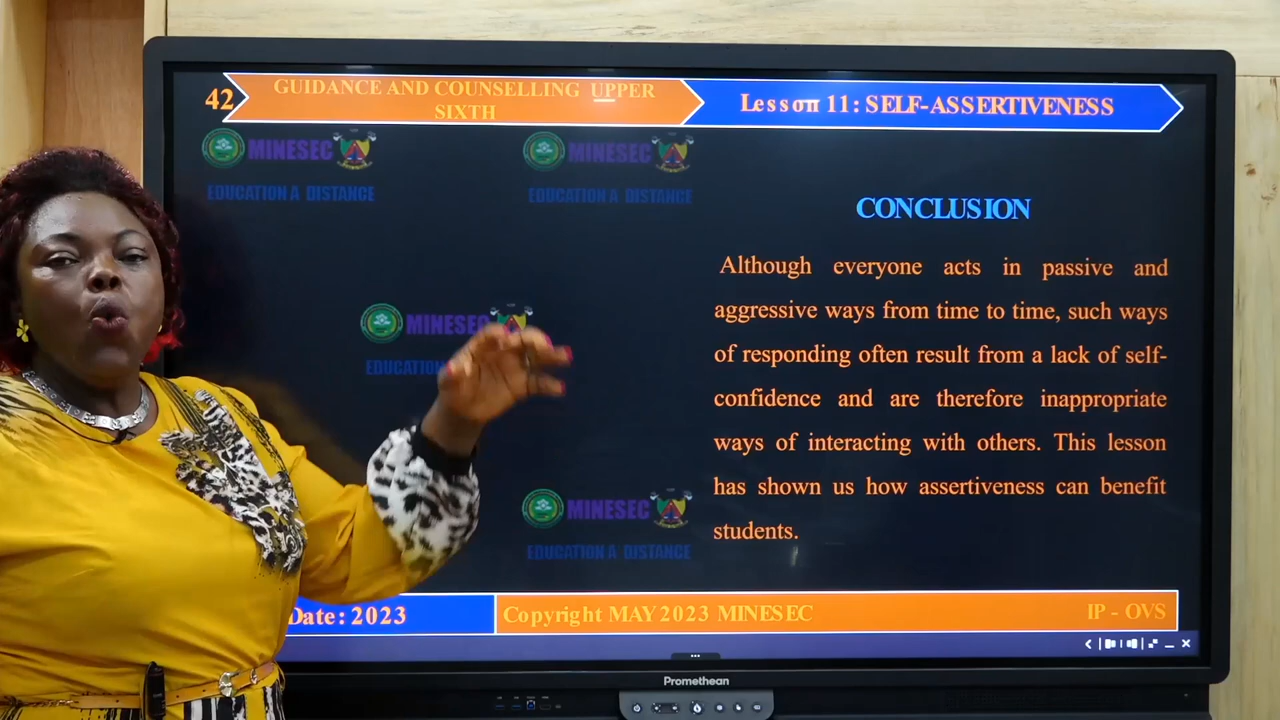 42
GUIDANCE AND COUNSELLING UPPER
SIXTH
Lesson 11: SELF-ASSERTIVENESS
MINESEC
EDUCATION A DISTANCE
MINESEC
EDUCATION A DISTANCE
CONCLUSION
Although everyone acts in passive and
aggressive ways from time to time, such ways
of responding often result from a lack of self-
confidence and are therefore inappropriate
ways of interacting with others. This lesson
has shown us how assertiveness can benefit
students.
MINESEC
EDUCATION
MINESEC
EDUCATION A DISTANCE
Date: 2023
Copyright MAY 2023 MINESEC
IP - OVS
Promethean